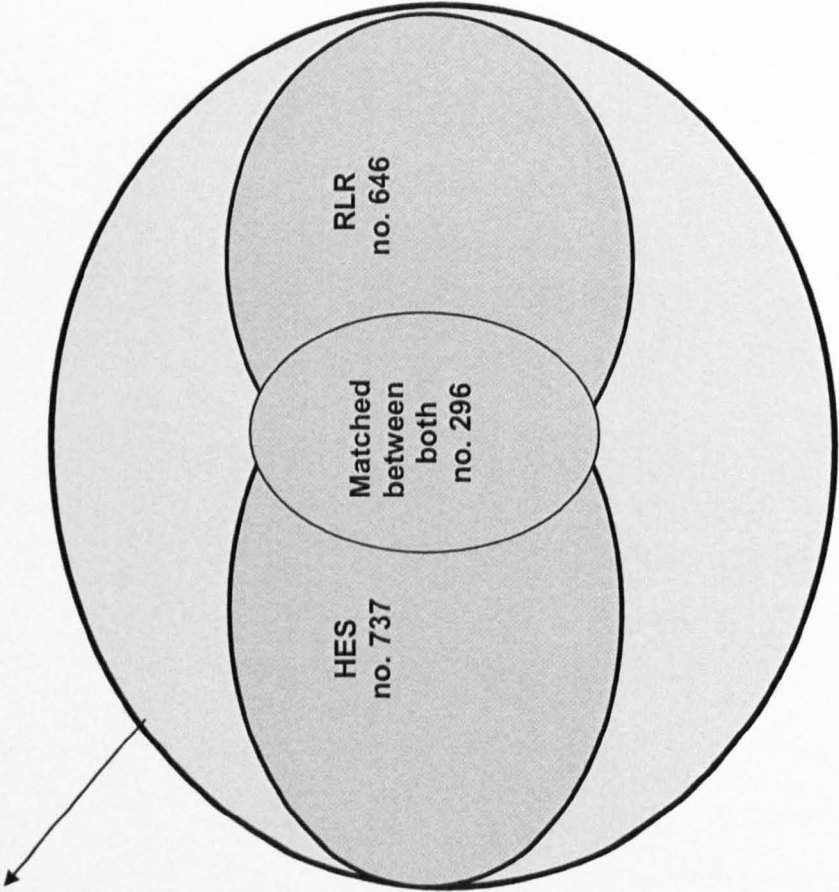 HES
no. 737
Matched
between
both
no. 296
RLR
no. 646